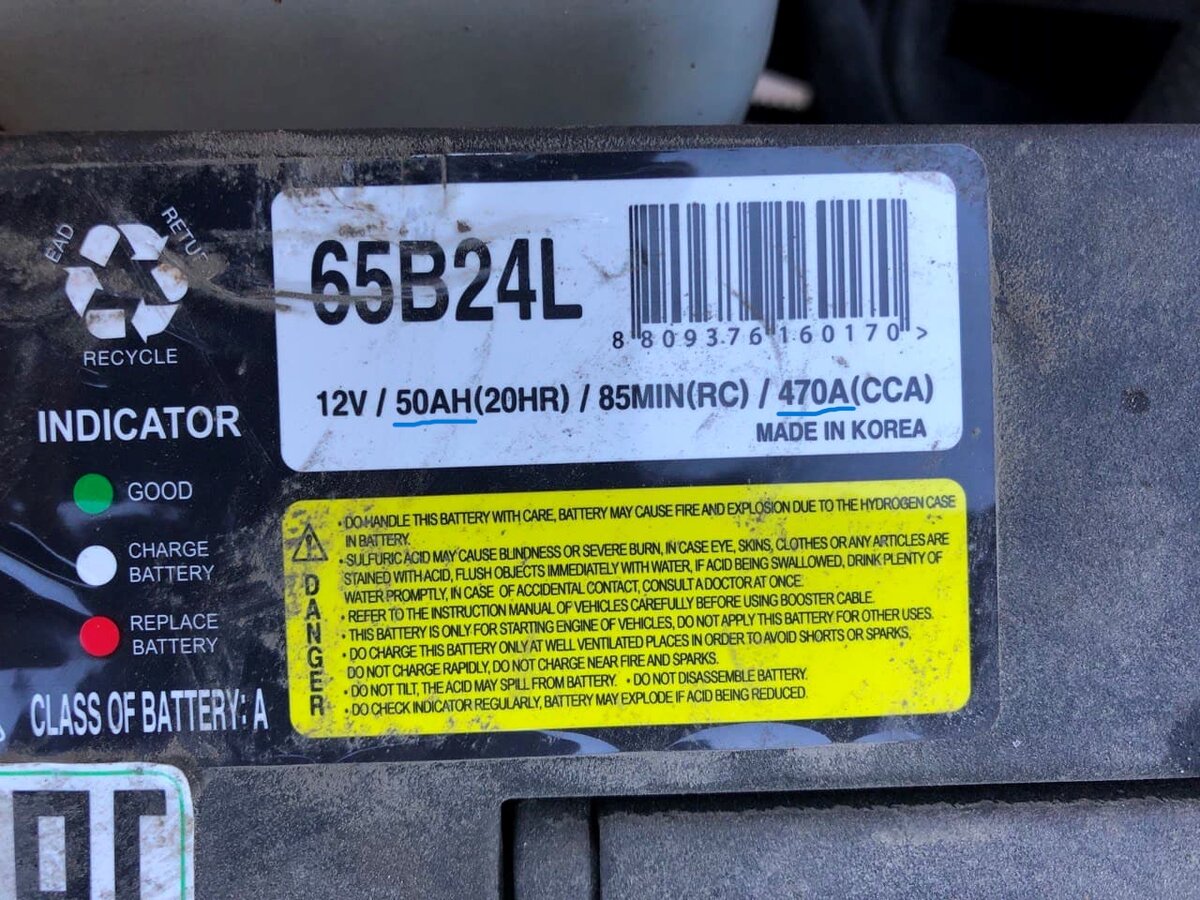 EAD
RETU
RECYCLE
INDICATOR
GOOD
CHARGE
BATTERY
REPLACE
BATTERY
CLASS OF BATTERY: A
65B24L
8 809376 160170 >
12V / 50AH(20HR) / 85MIN(RC) / 470A(CCA)
MADE IN KOREA
DANGER
• DO HANDLE THIS BATTERY WITH CARE, BATTERY MAY CAUSE FIRE AND EXPLOSION DUE TO THE HYDROGEN CASE
IN BATTERY.
• SULFURIC ACID MAY CAUSE BLINDNESS OR SEVERE BURN, IN CASE EYE, SKINS, CLOTHES OR ANY ARTICLES ARE
STAINED WITH ACID, FLUSH OBJECTS IMMEDIATELY WITH WATER, IF ACID BEING SWALLOWED, DRINK PLENTY OF
WATER PROMPTLY, IN CASE OF ACCIDENTAL CONTACT, CONSULT A DOCTOR AT ONCE.
• REFER TO THE INSTRUCTION MANUAL OF VEHICLES CAREFULLY BEFORE USING BOOSTER CABLE.
• THIS BATTERY IS ONLY FOR STARTING ENGINE OF VEHICLES, DO NOT APPLY THIS BATTERY FOR OTHER USES.
• DO CHARGE THIS BATTERY ONLY AT WELL VENTILATED PLACES IN ORDER TO AVOID SHORTS OR SPARKS,
DO NOT CHARGE RAPIDLY, DO NOT CHARGE NEAR FIRE AND SPARKS.
• DO NOT TILT, THE ACID MAY SPILL FROM BATTERY. • DO NOT DISASSEMBLE BATTERY.
• DO CHECK INDICATOR REGULARLY, BATTERY MAY EXPLODE IF ACID BEING REDUCED.